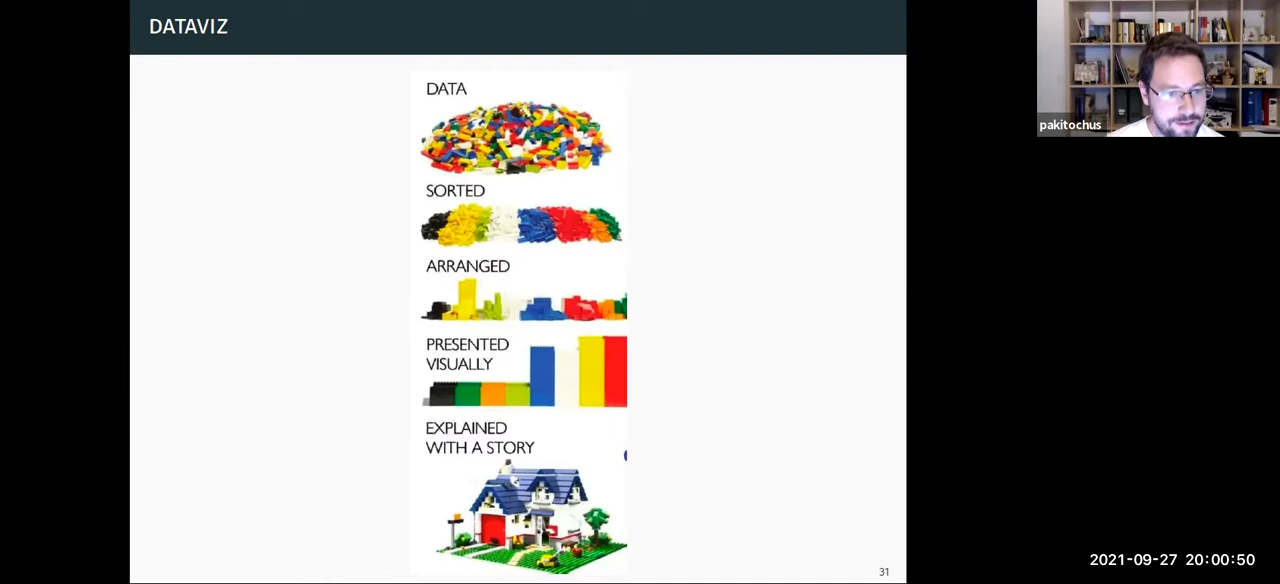 DATAVIZ
DATA
SORTED
ARRANGED
PRESENTED
VISUALLY
EXPLAINED
WITH A STORY
31
pakitochus
2021-09-27 20:00:50